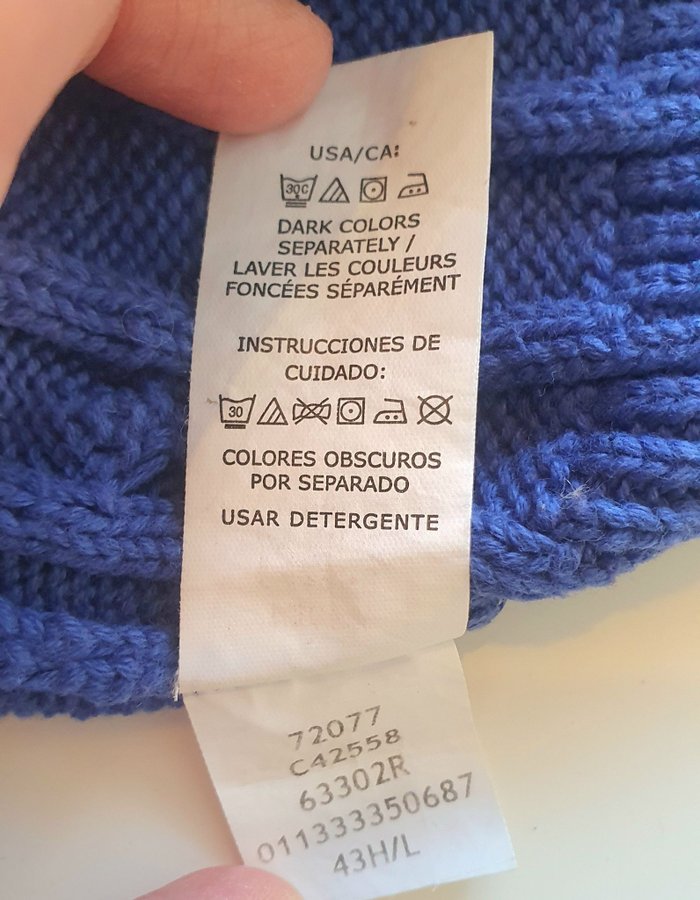 USA/CA:
30C
DARK COLORS
SEPARATELY /
LAVER LES COULEURS
FONCÉES SÉPARÉMENT
INSTRUCCIONES DE
CUIDADO:
30
COLORES OBSCUROS
POR SEPARADO
USAR DETERGENTE
72077
C42558
63302R
011333350687
43H/L